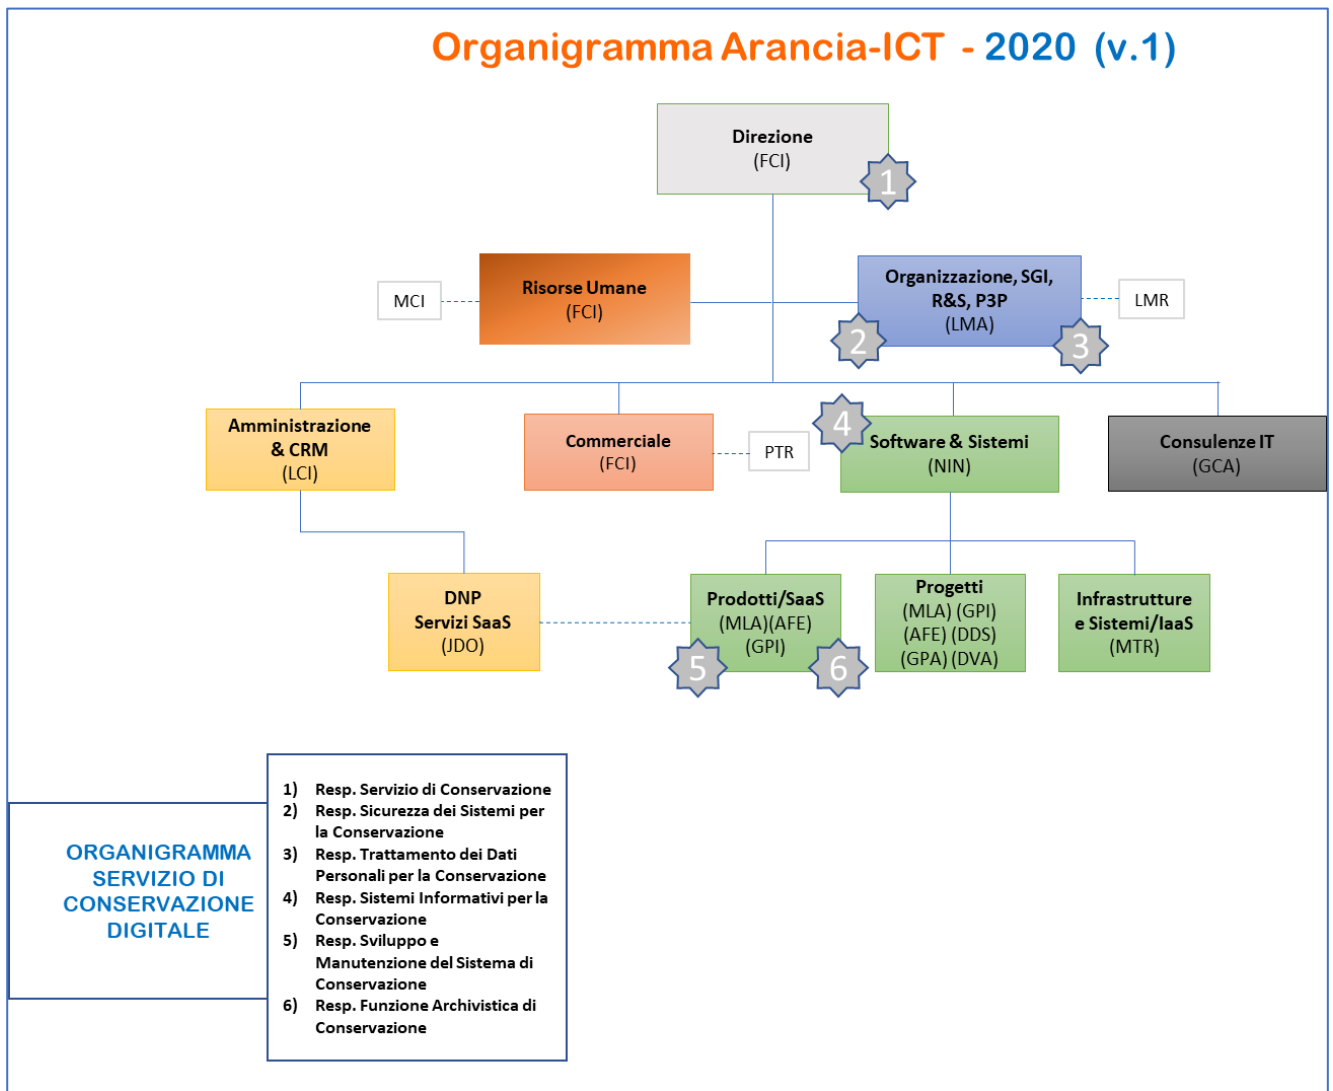 Organigramma Arancia-ICT - 2020 (v.1)
Direzione
(FCI)
1
MCI
Risorse Umane
(FCI)
Organizzazione, SGI,
R&S, P3P
(LMA)
LMR
2
3
Amministrazione
& CRM
(LCI)
Commerciale
(FCI)
PTR
4
Software & Sistemi
(NIN)
Consulenze IT
(GCA)
DNP
Servizi SaaS
(JDO)
Prodotti/SaaS
(MLA)(AFE)
(GPI)
5
6
Progetti
(MLA) (GPI)
(AFE) (DDS)
(GPA) (DVA)
Infrastrutture
e Sistemi/IaaS
(MTR)
ORGANIGRAMMA
SERVIZIO DI
CONSERVAZIONE
DIGITALE
1) Resp. Servizio di Conservazione
2) Resp. Sicurezza dei Sistemi per
la Conservazione
3) Resp. Trattamento dei Dati
Personali per la Conservazione
4) Resp. Sistemi Informativi per la
Conservazione
5) Resp. Sviluppo e
Manutenzione del Sistema di
Conservazione
6) Resp. Funzione Archivistica di
Conservazione